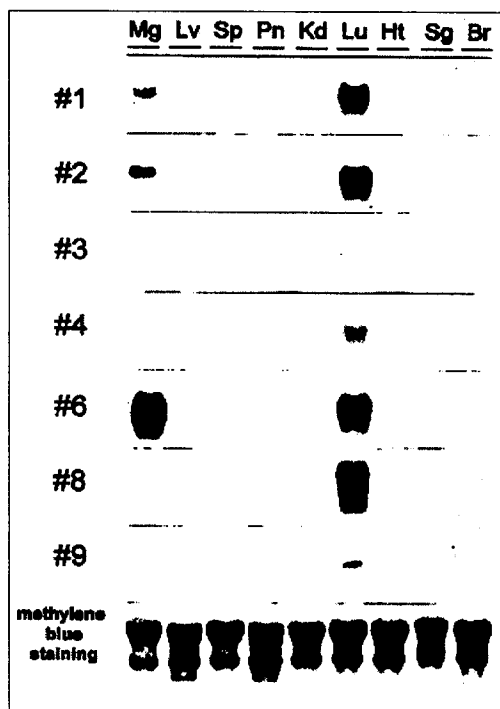 Mg Lv Sp Pn Kd Lu Ht Sg Br
#1
#2
#3
#4
#6
#8
#9
methylene
blue
staining